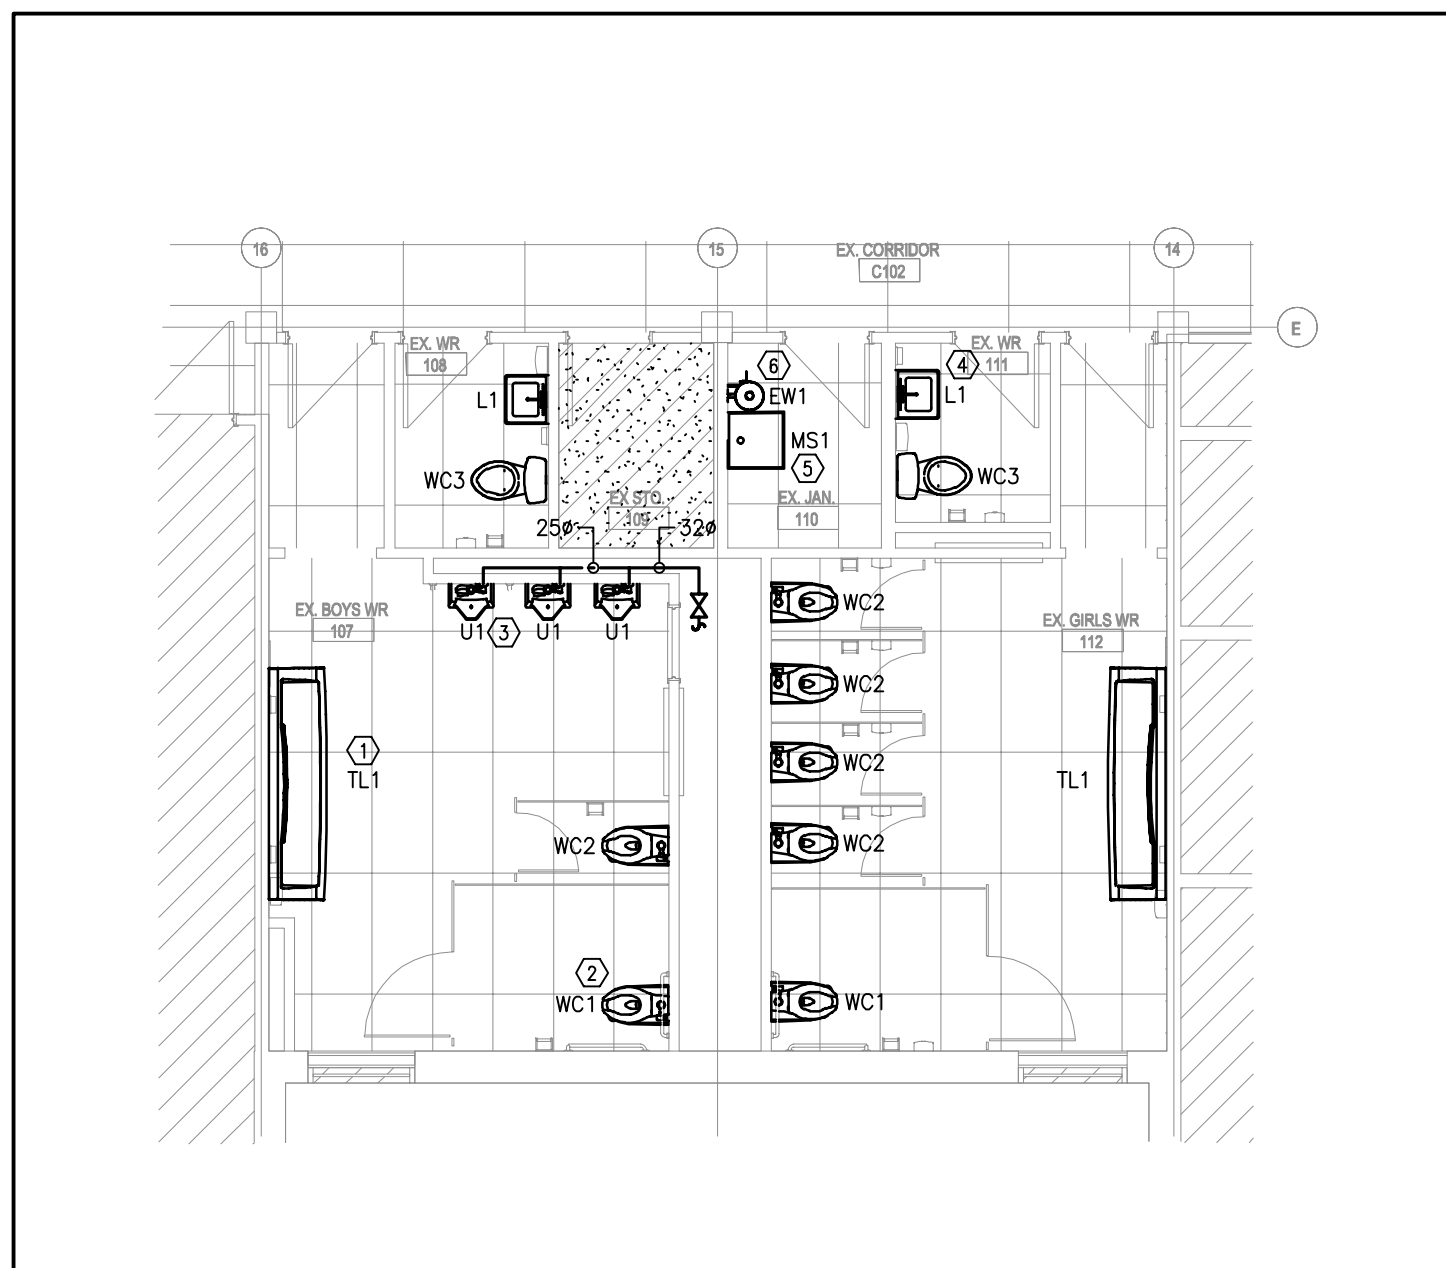 16
15
14
EX. CORRIDOR
C102
E
EX. WR
108
EX. WR
111
6
4
L1
EW1
L1
MS1
5
WC3
WC3
EX STO.
109
EX. JAN.
110
25ø
32ø
EX. BOYS WR
107
U1
3
U1
U1
WC2
EX. GIRLS WR
112
WC2
1
TL1
WC2
TL1
WC2
WC2
2
WC1
WC1